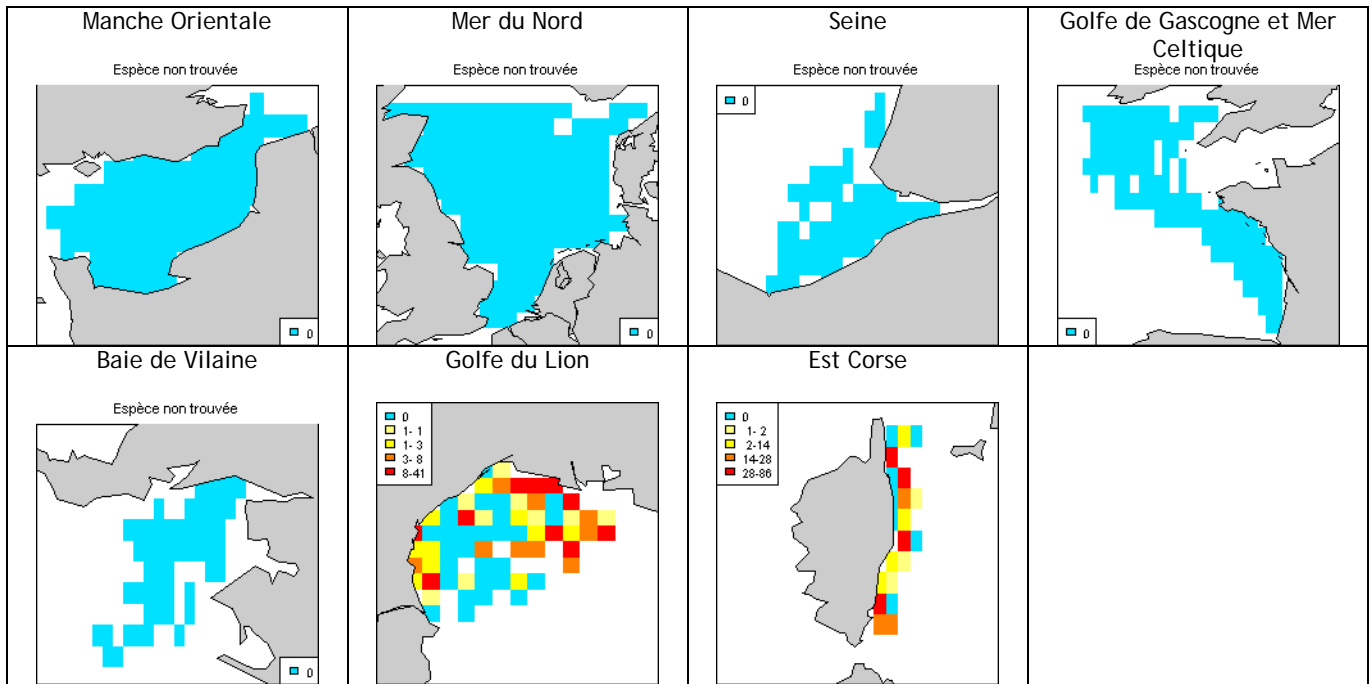 Manche Orientale
Espèce non trouvée
0
Mer du Nord
Espèce non trouvée
0
Seine
Espèce non trouvée
0
Golfe de Gascogne et Mer
Celtique
Espèce non trouvée
0
Baie de Vilaine
Espèce non trouvée
0
Golfe du Lion
0
1- 1
1- 3
3- 8
8-41
Est Corse
0
1- 2
2-14
14-28
28-86